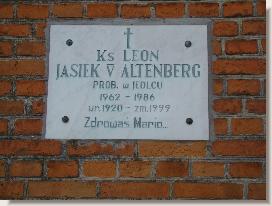 Ks LEON
JASIEK V ALTENBERG
PROB. w JEDLCU
1962 - 1986
ur. 1920 - zm. 1999
Zdrowaś Mario...